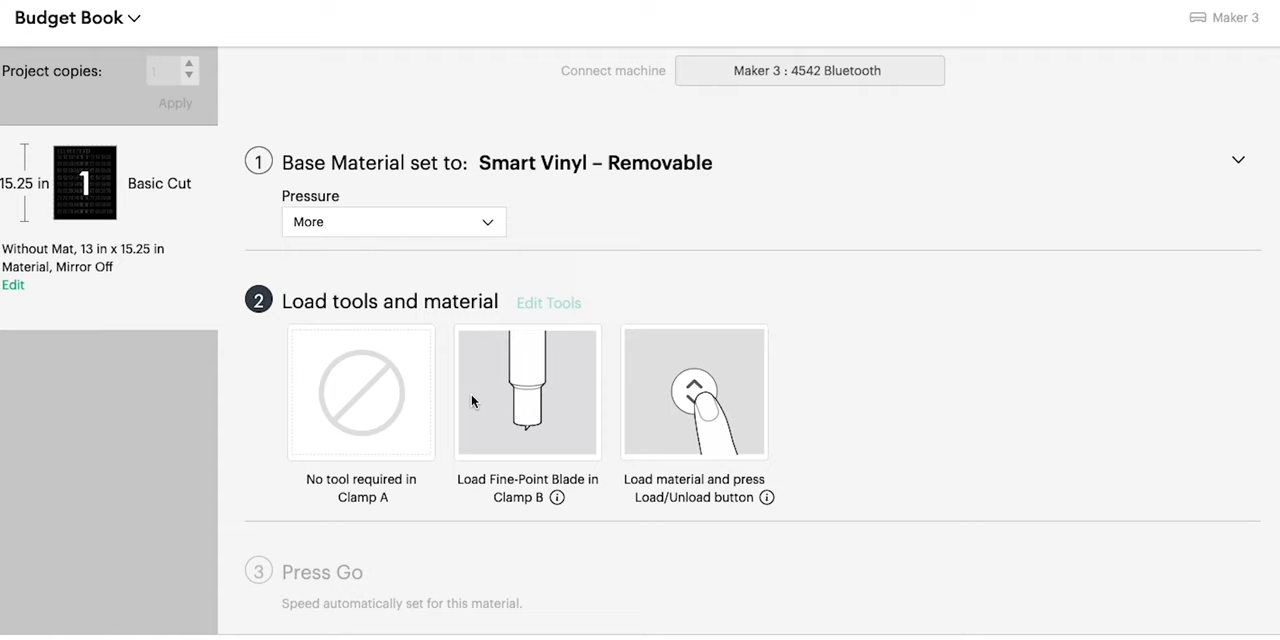 Budget Book
Maker 3
Project copies:
1
Apply
Connect machine
Maker 3 : 4542 Bluetooth
15.25 in
1
Basic Cut
Without Mat, 13 in x 15.25 in
Material, Mirror Off
Edit
1
Base Material set to: Smart Vinyl – Removable
Pressure
More
2
Load tools and material
Edit Tools
No tool required in
Clamp A
Load Fine-Point Blade in
Clamp B
Load material and press
Load/Unload button
3
Press Go
Speed automatically set for this material.